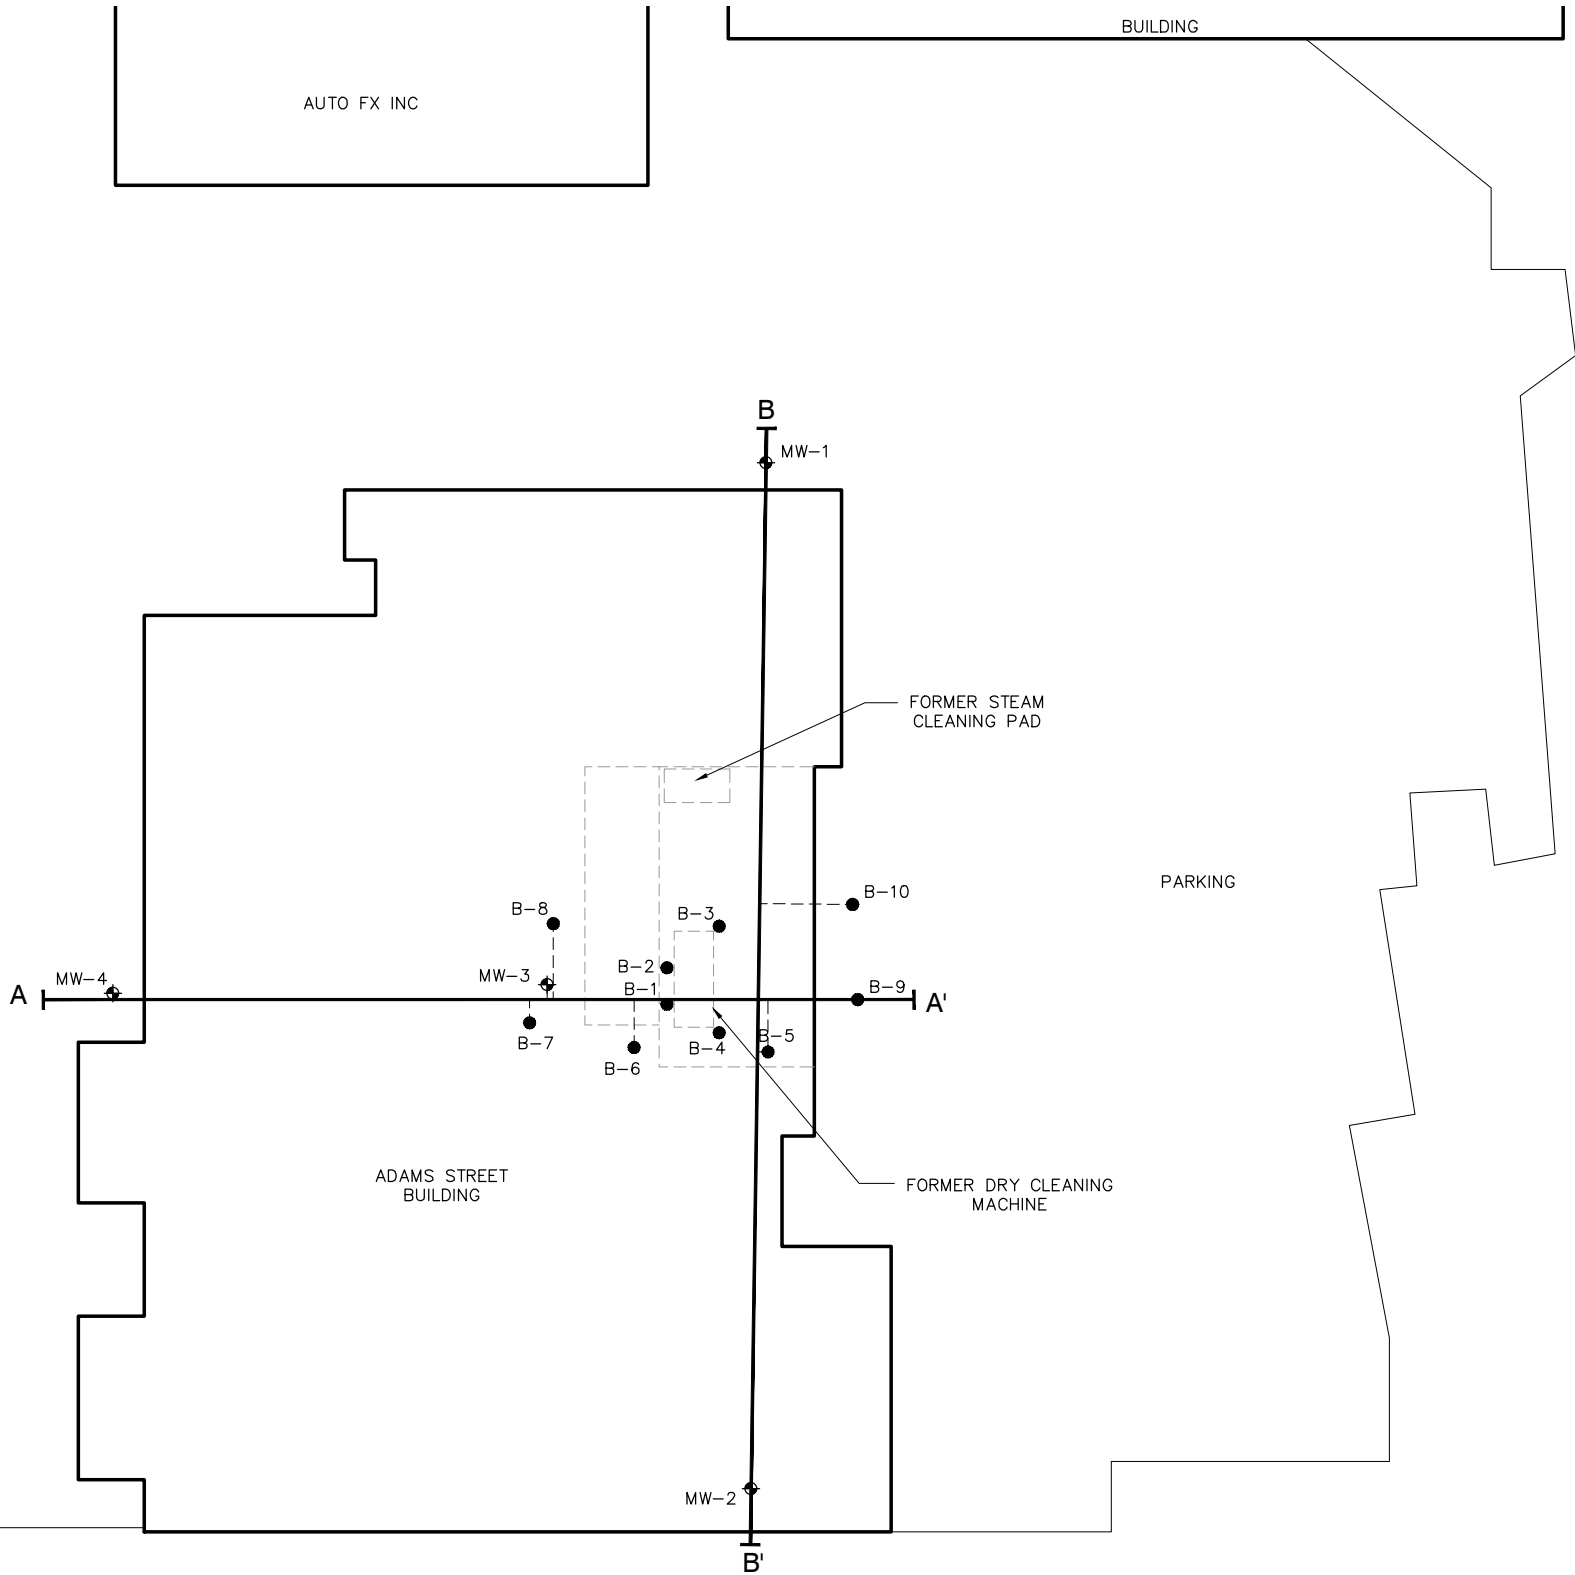 BUILDING
AUTO FX INC
B
MW-1
FORMER STEAM
CLEANING PAD
PARKING
B-10
B-8
B-3
B-2
MW-3
MW-4
B-1
B-9
A
A'
B-5
B-7
B-4
B-6
ADAMS STREET
BUILDING
FORMER DRY CLEANING
MACHINE
MW-2
B'